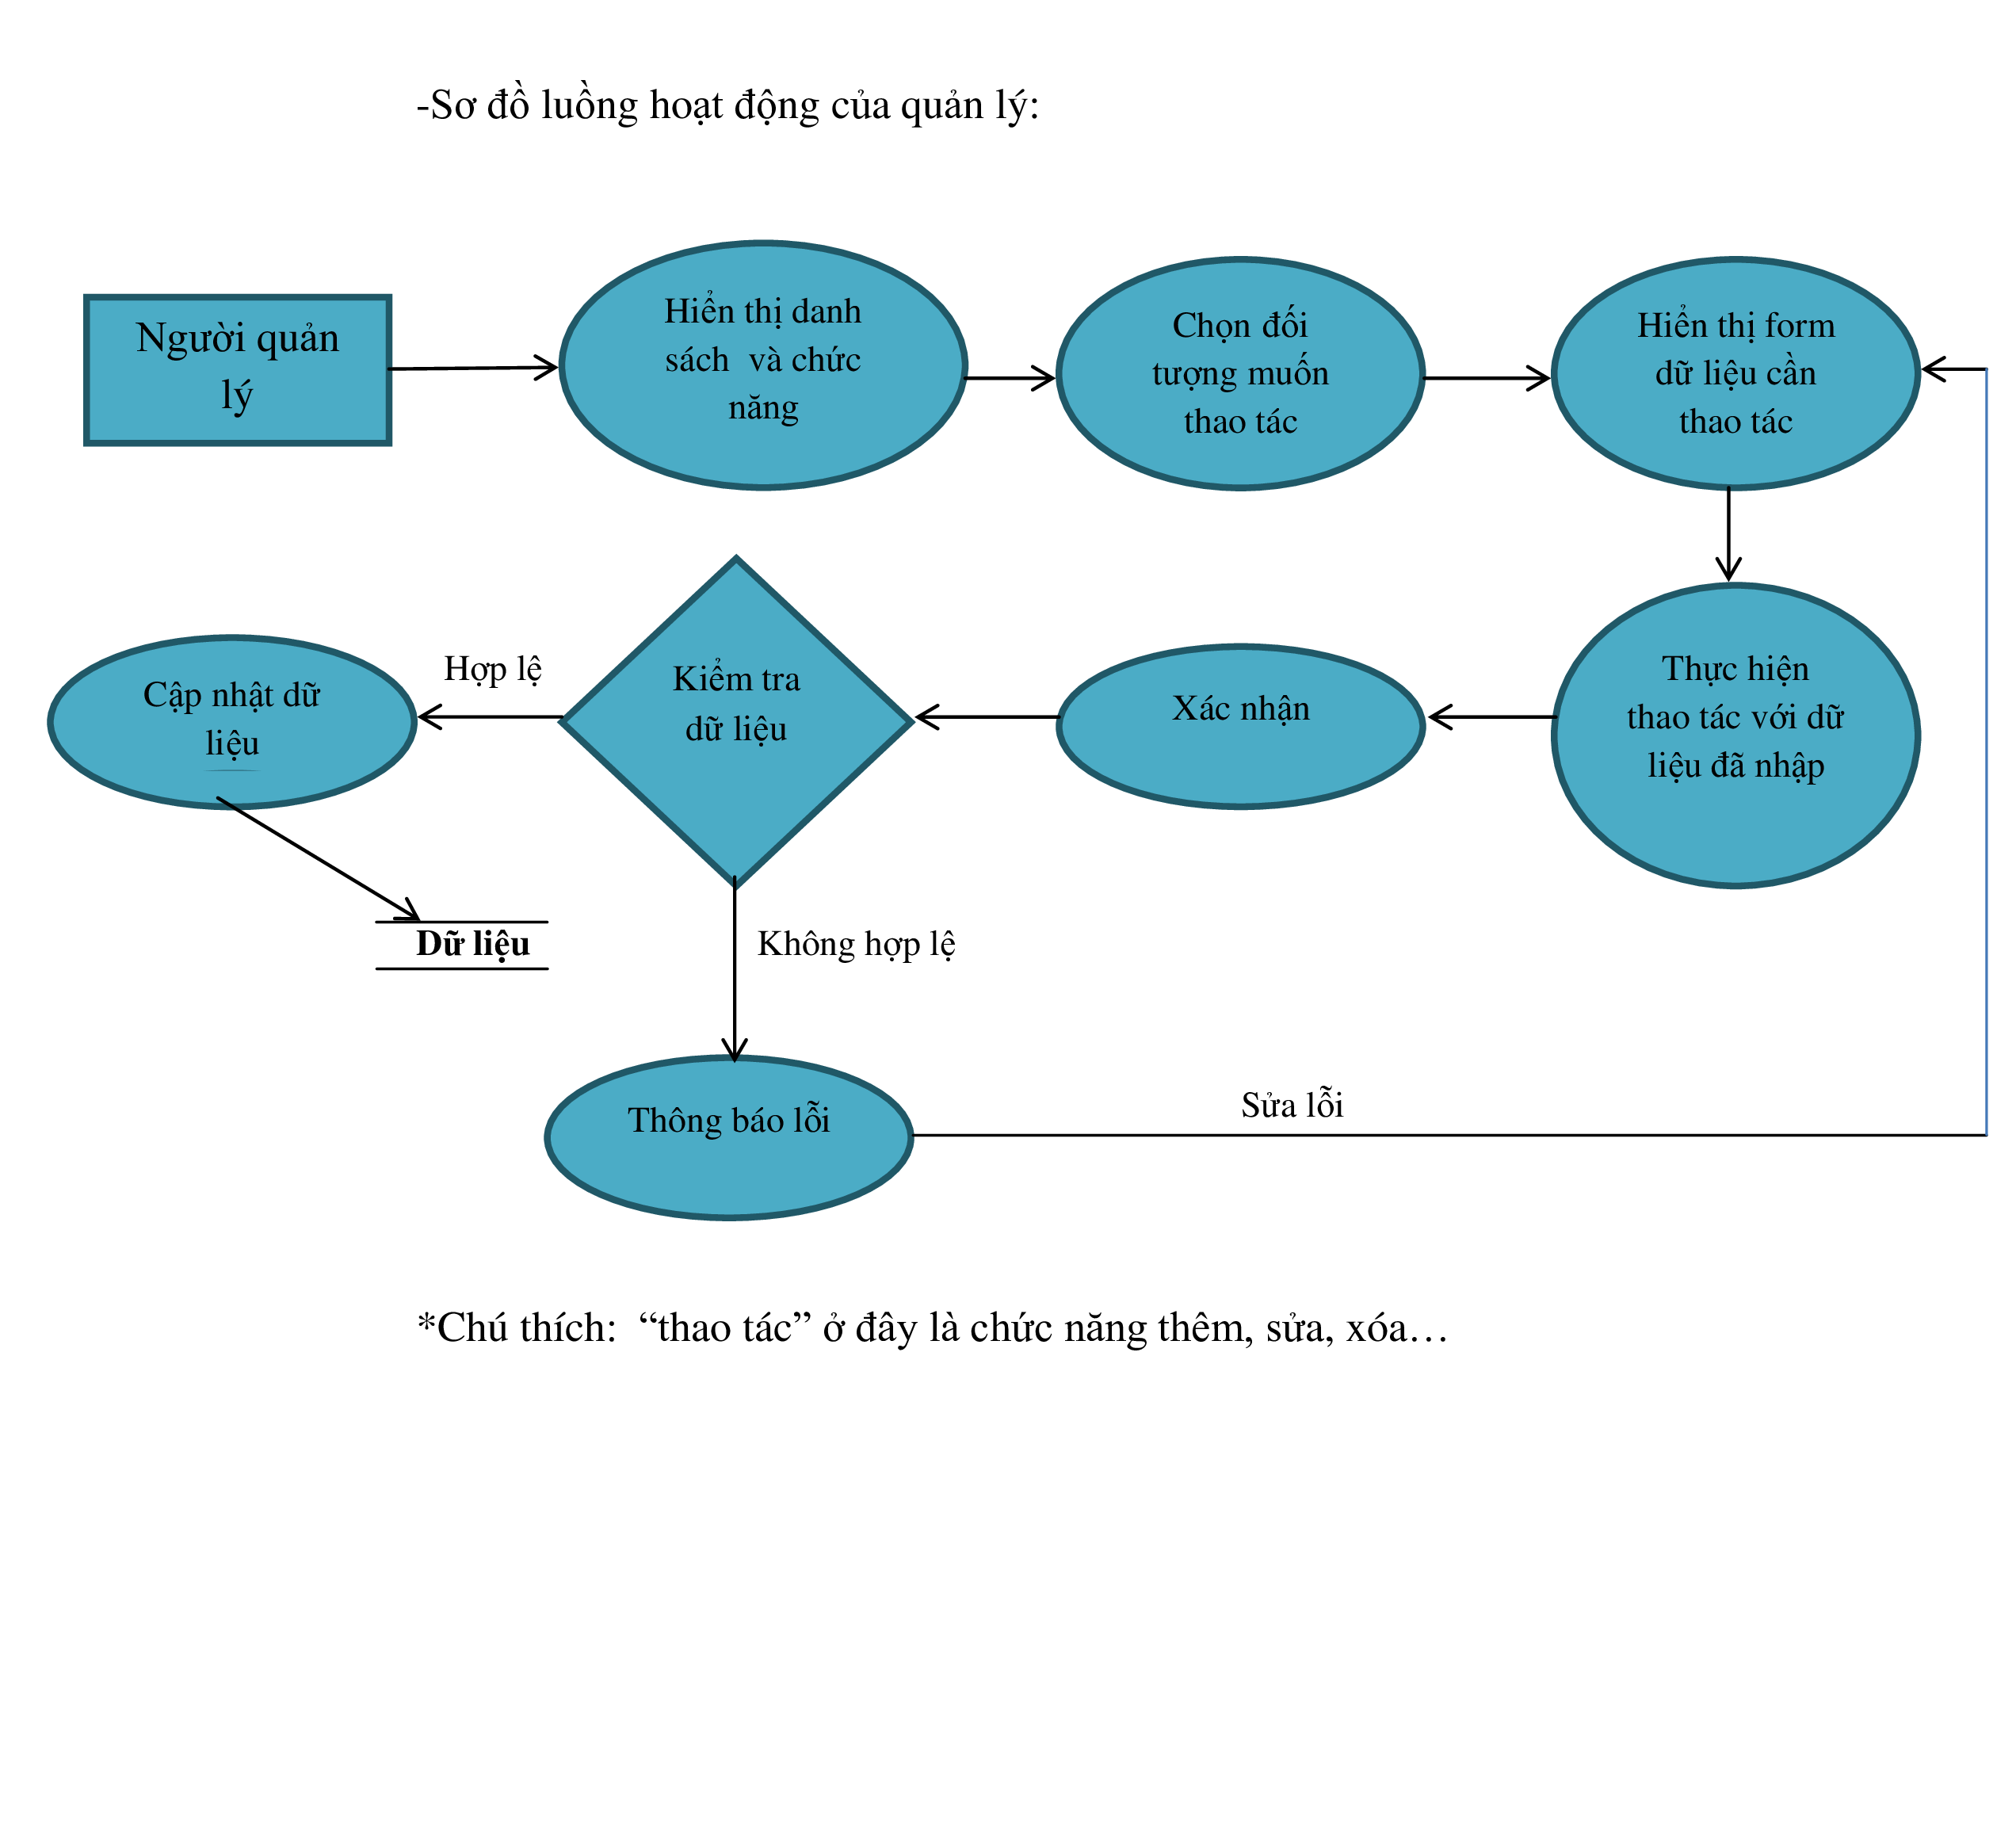 -Sơ đồ luồng hoạt động của quản lý:
Người quản
lý
Hiển thị danh
sách  và chức
năng
Chọn đối
tượng muốn
thao tác
Hiển thị form
dữ liệu cần
thao tác
Cập nhật dữ
liệu
Hợp lệ
Kiểm tra
dữ liệu
Xác nhận
Thực hiện
thao tác với dữ
liệu đã nhập
Dữ liệu
Không hợp lệ
Thông báo lỗi
Sửa lỗi
*Chú thích:  “thao tác” ở đây là chức năng thêm, sửa, xóa…